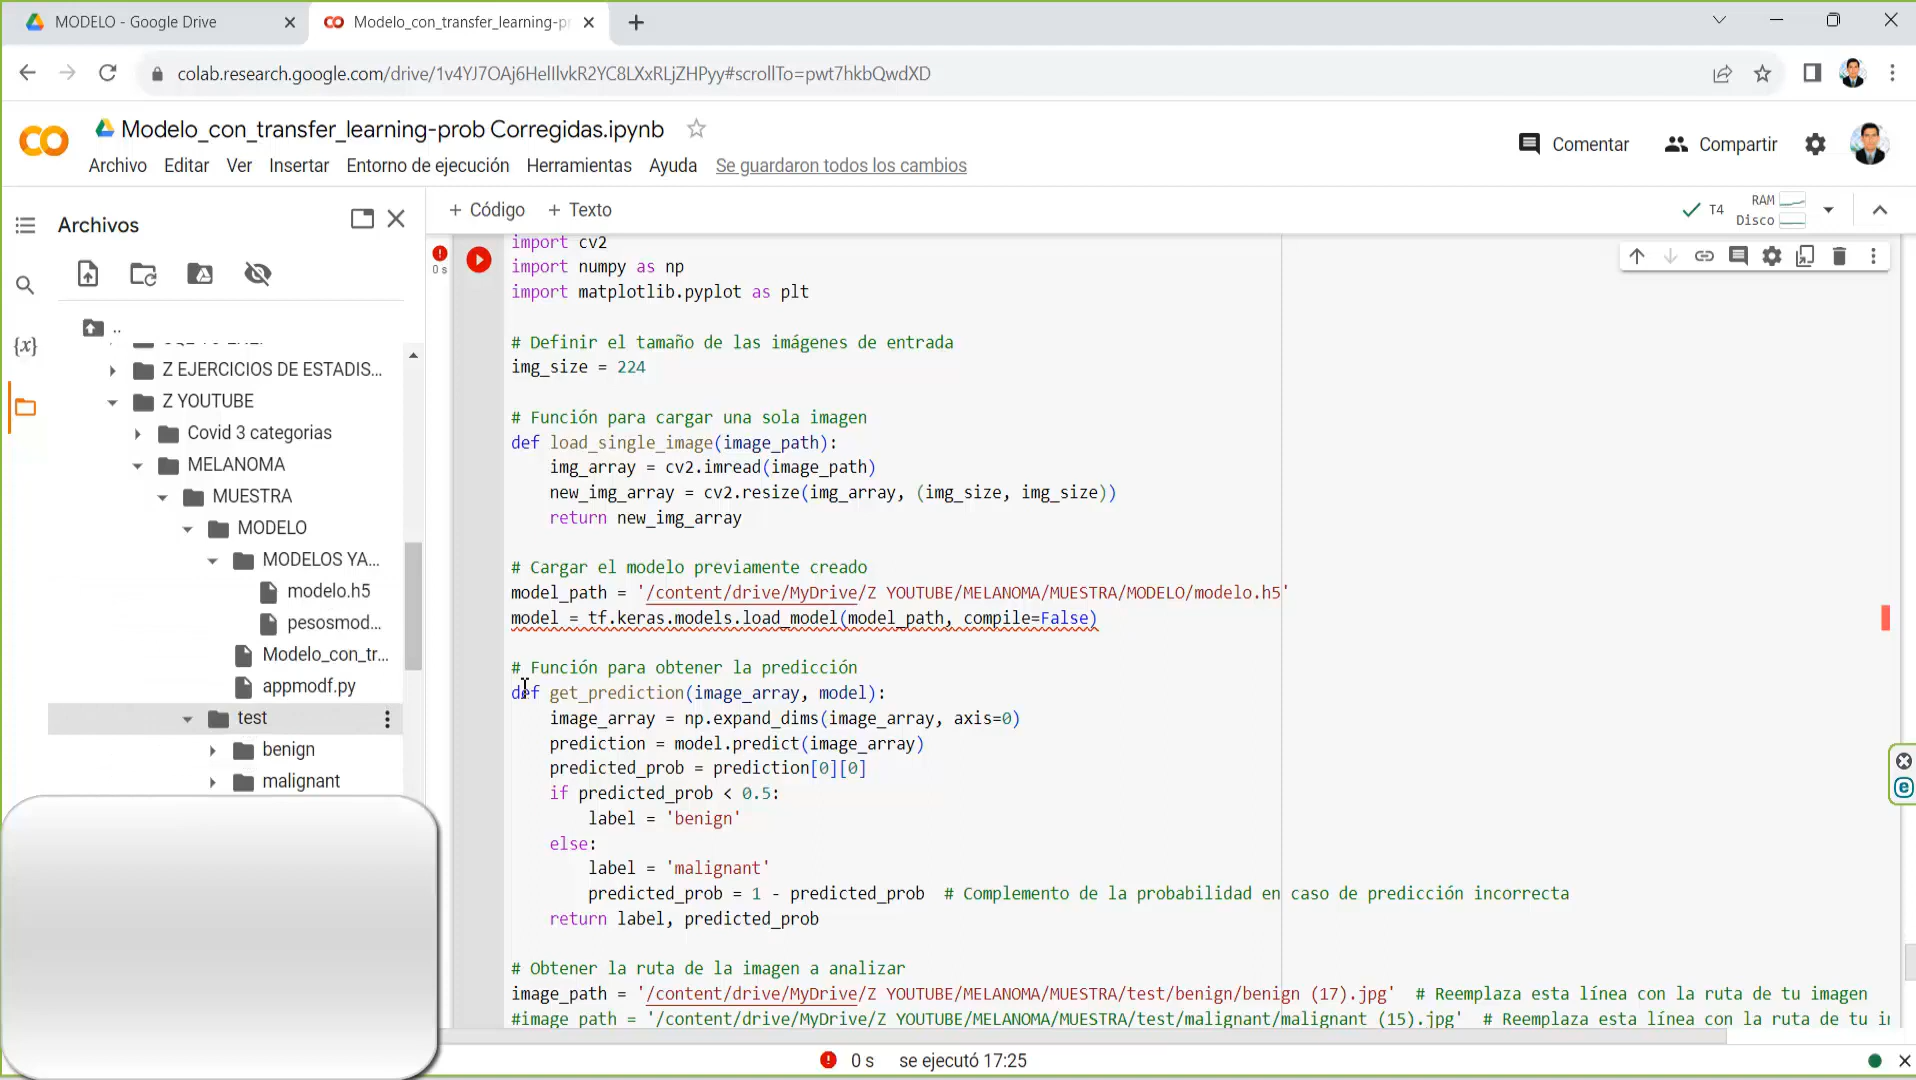 MODELO - Google Drive
Modelo_con_transfer_learning-pr
colab.research.google.com/drive/1v4YJ7OAj6HelIlvkR2YC8LXxRLjZHPyy#scrollTo=pwt7hkbQwdXD
Modelo_con_transfer_learning-prob Corregidas.ipynb
Archivo Editar Ver Insertar Entorno de ejecución Herramientas Ayuda Se guardaron todos los cambios
Comentar
Compartir
Archivos
+ Código + Texto
T4
RAM
Disco
{x}
..
Z EJERCICIOS DE ESTADIS...
Z YOUTUBE
Covid 3 categorias
MELANOMA
MUESTRA
MODELO
MODELOS YA...
modelo.h5
pesosmod...
Modelo_con_tr...
appmodf.py
test
benign
malignant
0 s
import cv2
import numpy as np
import matplotlib.pyplot as plt
# Definir el tamaño de las imágenes de entrada
img_size = 224
# Función para cargar una sola imagen
def load_single_image(image_path):
img_array = cv2.imread(image_path)
new_img_array = cv2.resize(img_array, (img_size, img_size))
return new_img_array
# Cargar el modelo previamente creado
model_path = '/content/drive/MyDrive/Z YOUTUBE/MELANOMA/MUESTRA/MODELO/modelo.h5'
model = tf.keras.models.load_model(model_path, compile=False)
# Función para obtener la predicción
def get_prediction(image_array, model):
image_array = np.expand_dims(image_array, axis=0)
prediction = model.predict(image_array)
predicted_prob = prediction[0][0]
if predicted_prob < 0.5:
label = 'benign'
else:
label = 'malignant'
predicted_prob = 1 - predicted_prob # Complemento de la probabilidad en caso de predicción incorrecta
return label, predicted_prob
# Obtener la ruta de la imagen a analizar
image_path = '/content/drive/MyDrive/Z YOUTUBE/MELANOMA/MUESTRA/test/benign/benign (17).jpg' # Reemplaza esta línea con la ruta de tu imagen
#image_path = '/content/drive/MyDrive/Z YOUTUBE/MELANOMA/MUESTRA/test/malignant/malignant (15).jpg' # Reemplaza esta línea con la ruta de tu
0 s se ejecutó 17:25